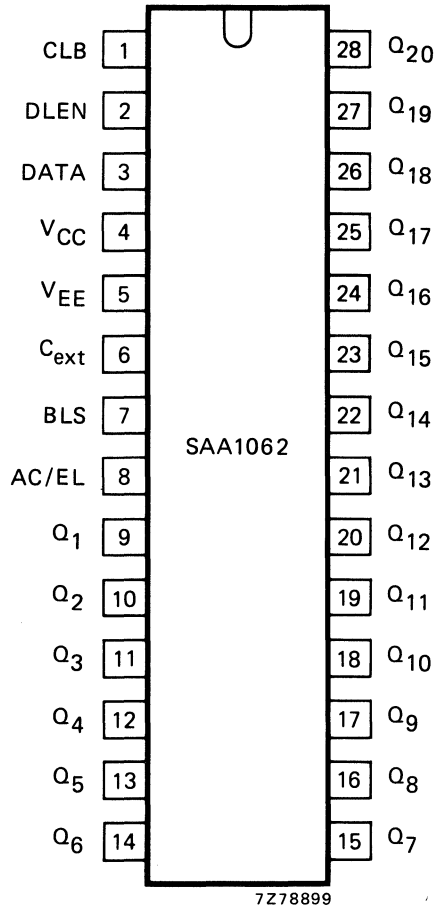 CLB 1 28 Q20
DLEN 2 27 Q19
DATA 3 26 Q18
VCC 4 25 Q17
VEE 5 24 Q16
Cext 6 23 Q15
BLS 7 22 Q14
SAA1062
AC/EL 8 21 Q13
Q1 9 20 Q12
Q2 10 19 Q11
Q3 11 18 Q10
Q4 12 17 Q9
Q5 13 16 Q8
Q6 14 15 Q7
7Z78899